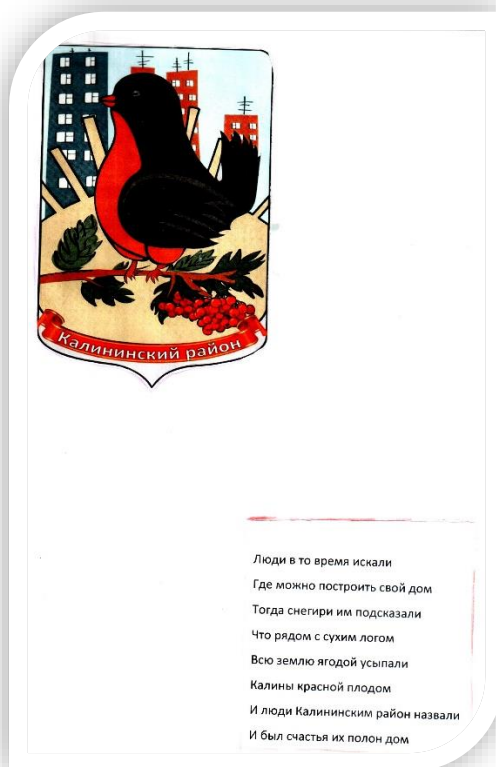 Калининский район
Люди в то время искали
Где можно построить свой дом
Тогда снегири им подсказали
Что рядом с сухим логом
Всю землю ягодой усыпали
Калины красной плодом
И люди Калининским район назвали
И был счастья их полон дом